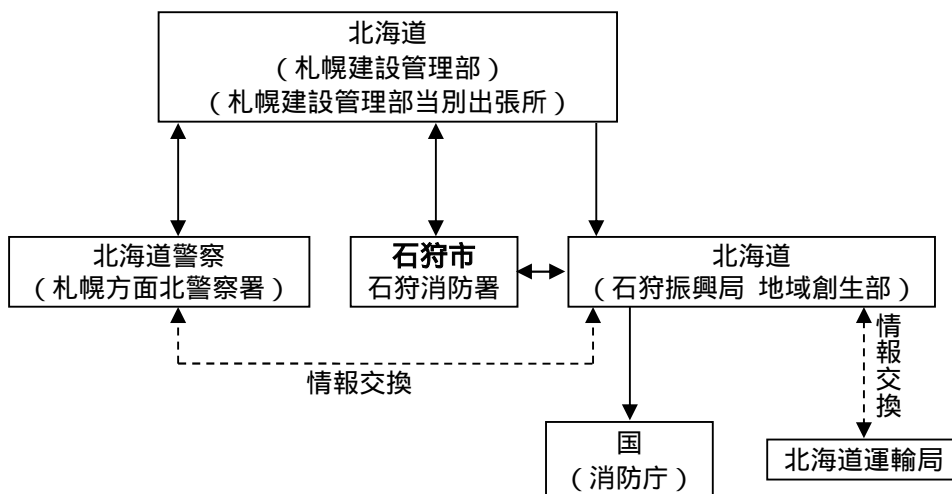 北海道
（札幌建設管理部）
（札幌建設管理部当別出張所）
北海道警察
（札幌方面北警察署）
石狩市
石狩消防署
北海道
（石狩振興局 地域創生部）
情報交換
情報交換
国
（消防庁）
北海道運輸局